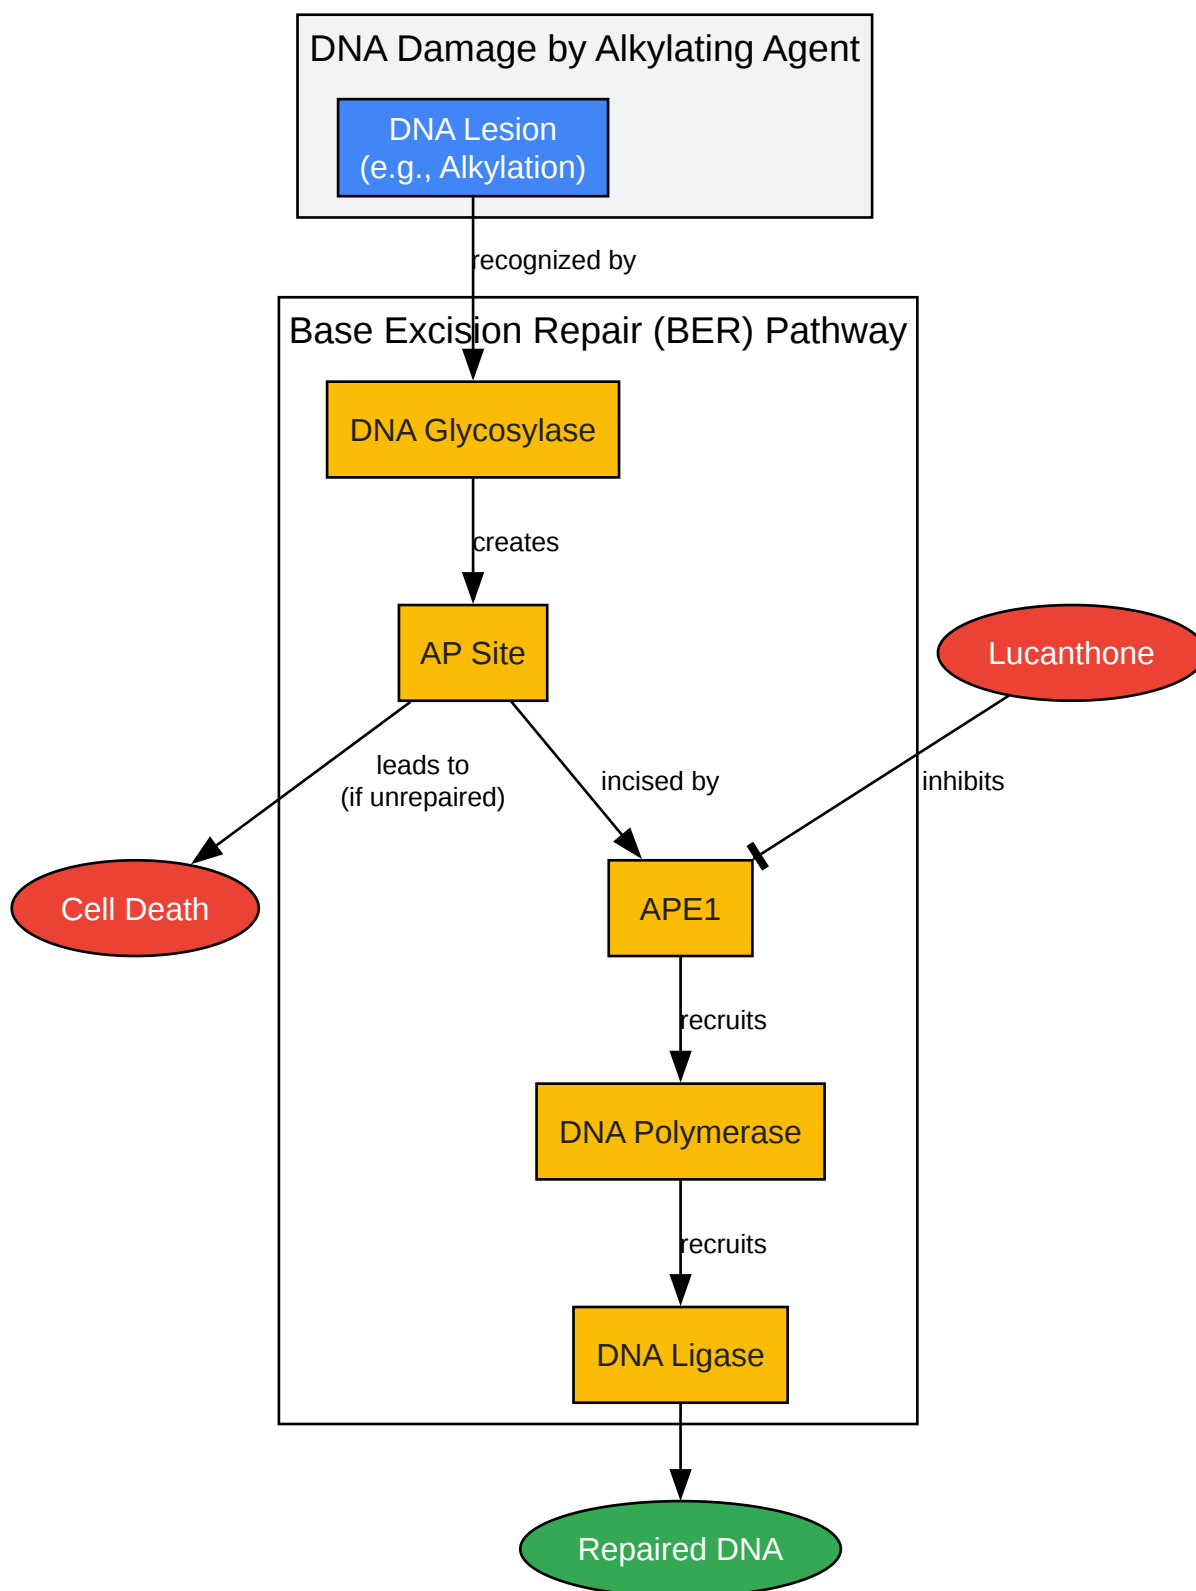 DNA Damage by Alkylating Agent
DNA Lesion
(e.g., Alkylation)
recognized by
Base Excision Repair (BER) Pathway
DNA Glycosylase
creates
AP Site
Lucanthone
leads to
(if unrepaired)
incised by
inhibits
Cell Death
APE1
recruits
DNA Polymerase
recruits
DNA Ligase
Repaired DNA